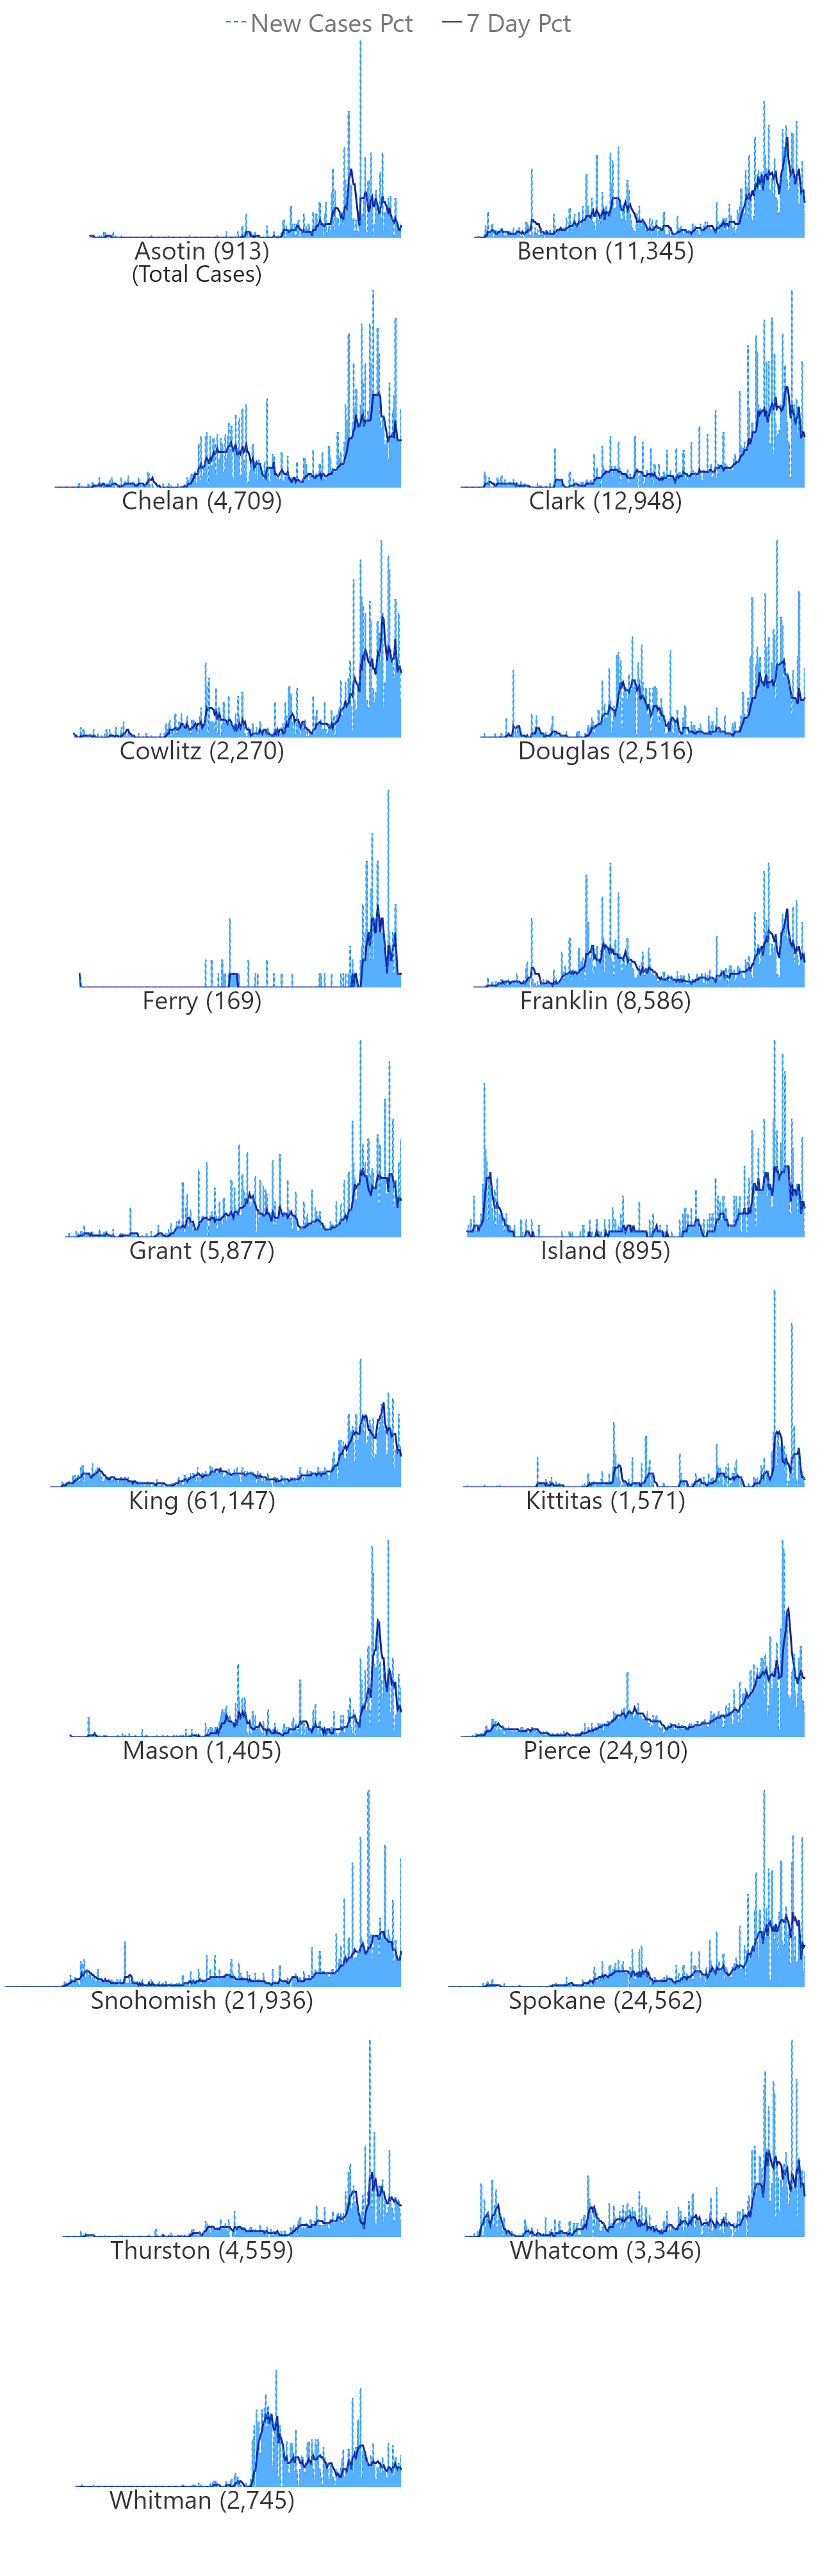 New Cases Pct 7 Day Pct
Asotin (913) Benton (11,345)
(Total Cases)
Chelan (4,709) Clark (12,948)
Cowlitz (2,270) Douglas (2,516)
Ferry (169) Franklin (8,586)
Grant (5,877) Island (895)
King (61,147) Kittitas (1,571)
Mason (1,405) Pierce (24,910)
Snohomish (21,936) Spokane (24,562)
Thurston (4,559) Whatcom (3,346)
Whitman (2,745)